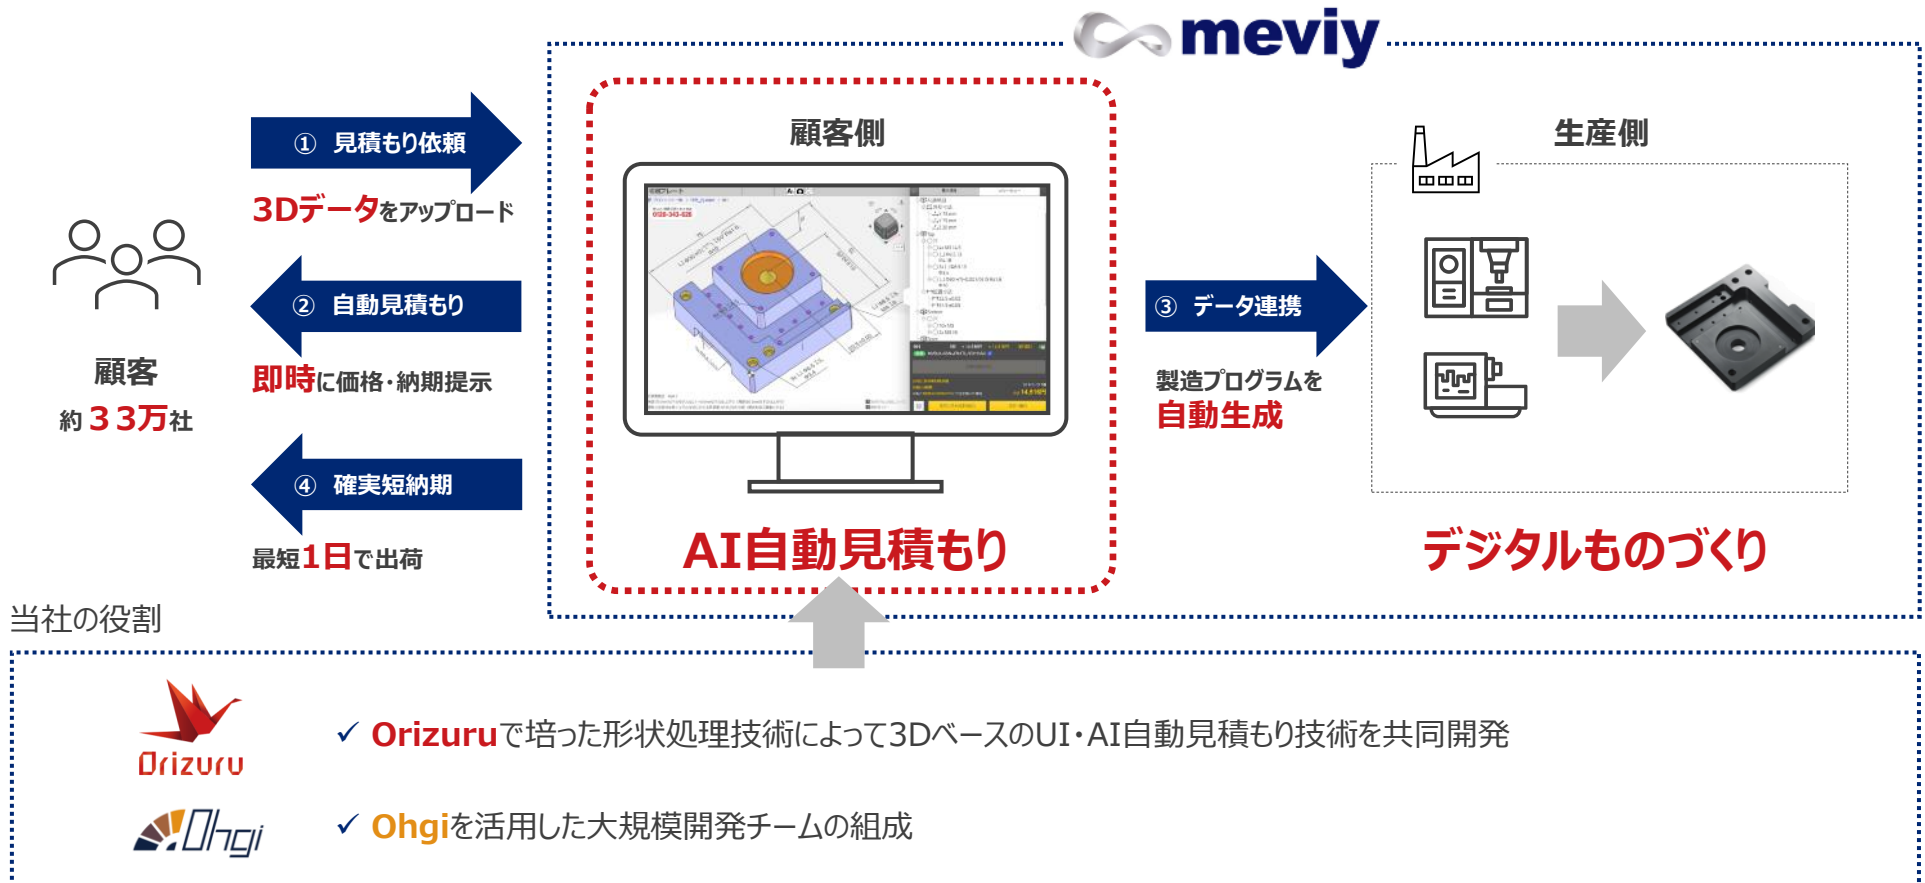 meviy
① 見積もり依頼
3Dデータをアップロード
② 自動見積もり
即時に価格・納期提示
④ 確実短納期
最短1日で出荷
顧客
約33万社
顧客側
AI自動見積もり
③ データ連携
製造プログラムを
自動生成
生産側
デジタルものづくり
当社の役割
Orizuru
✓ Orizuruで培った形状処理技術によって3DベースのUI・AI自動見積もり技術を共同開発
Ohgi
✓ Ohgiを活用した大規模開発チームの組成